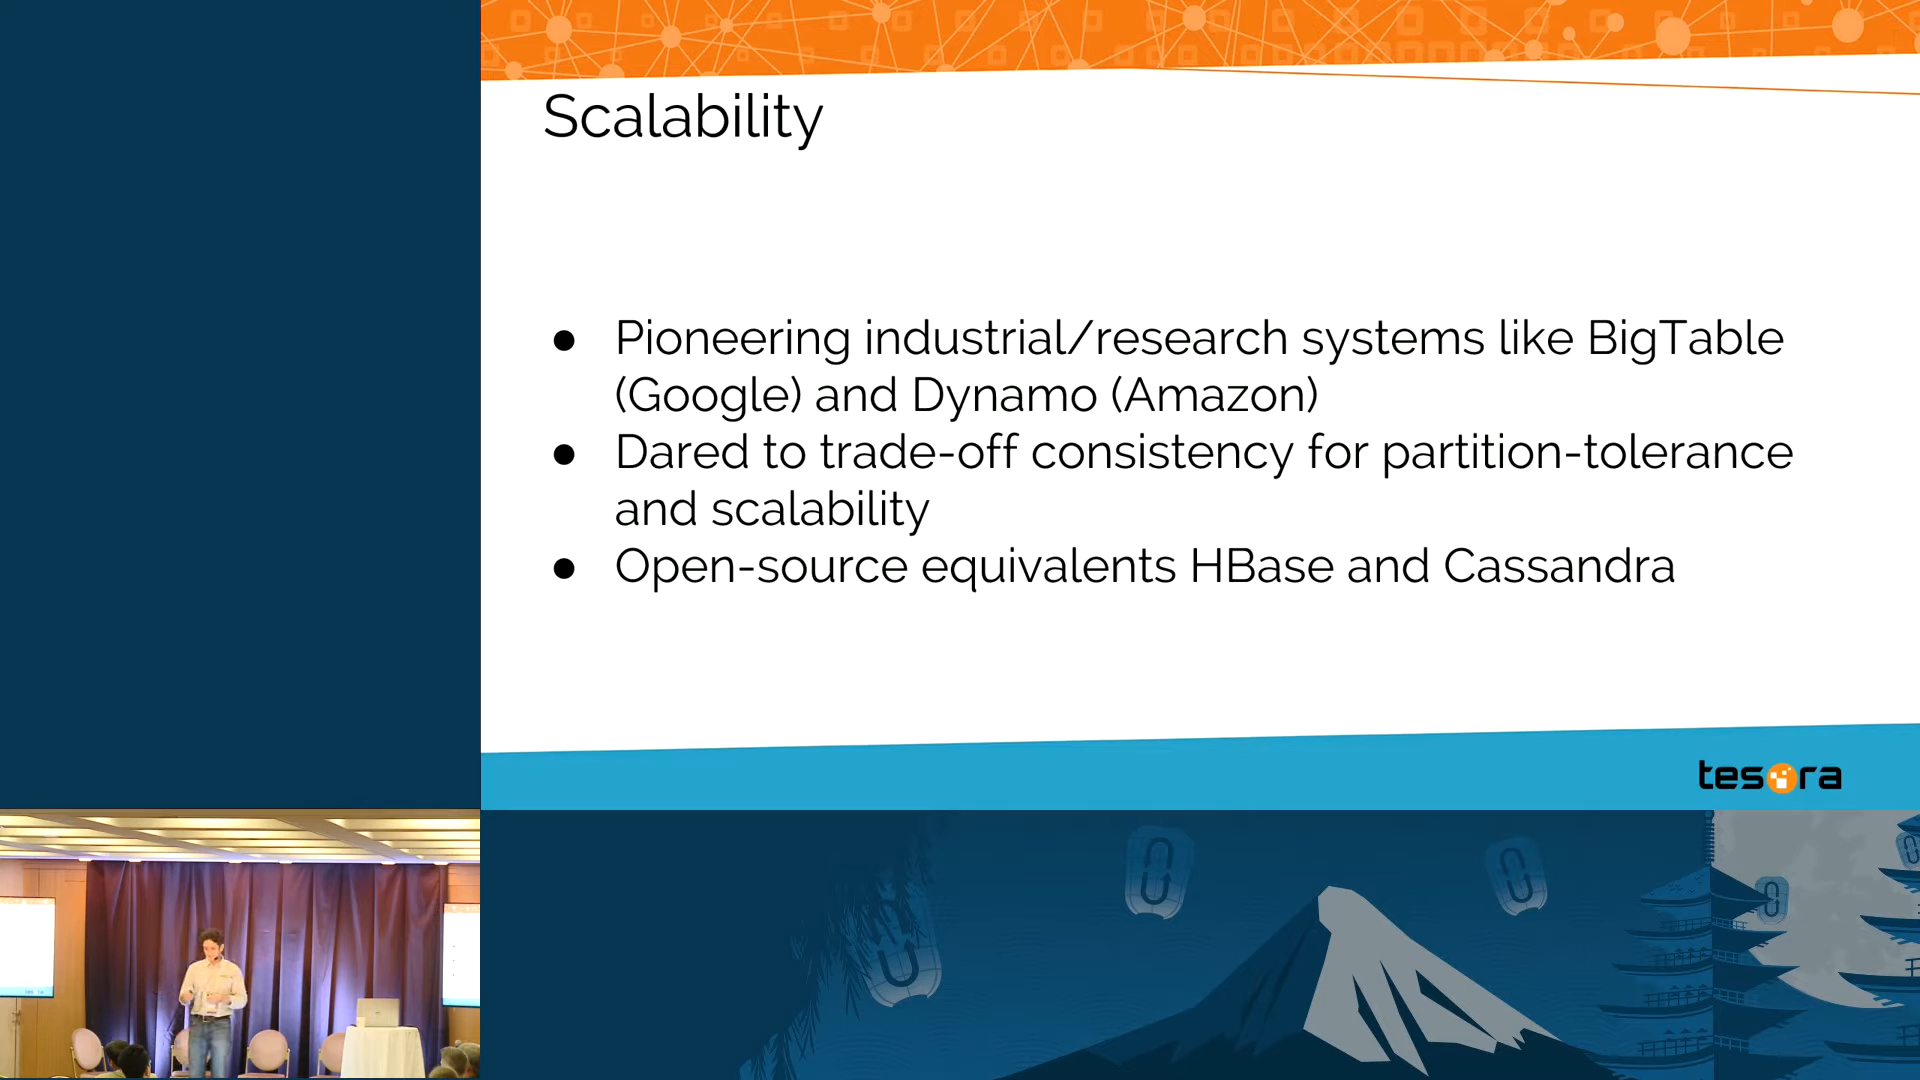 Scalability
● Pioneering industrial/research systems like BigTable
(Google) and Dynamo (Amazon)
● Dared to trade-off consistency for partition-tolerance
and scalability
● Open-source equivalents HBase and Cassandra
tesora